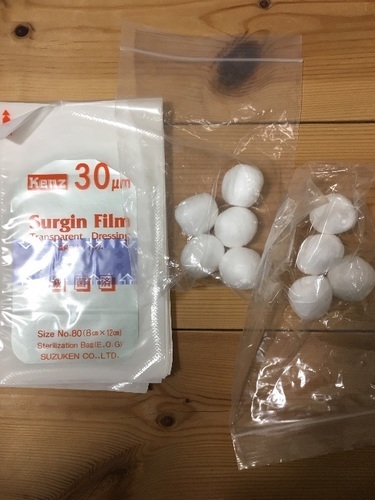 Kenz 30μm
Surgin Film
Transparent Dressing
Size No.80 (8cm×12cm)
Sterilization Bag(E.O.G)
SUZUKEN CO.,LTD.